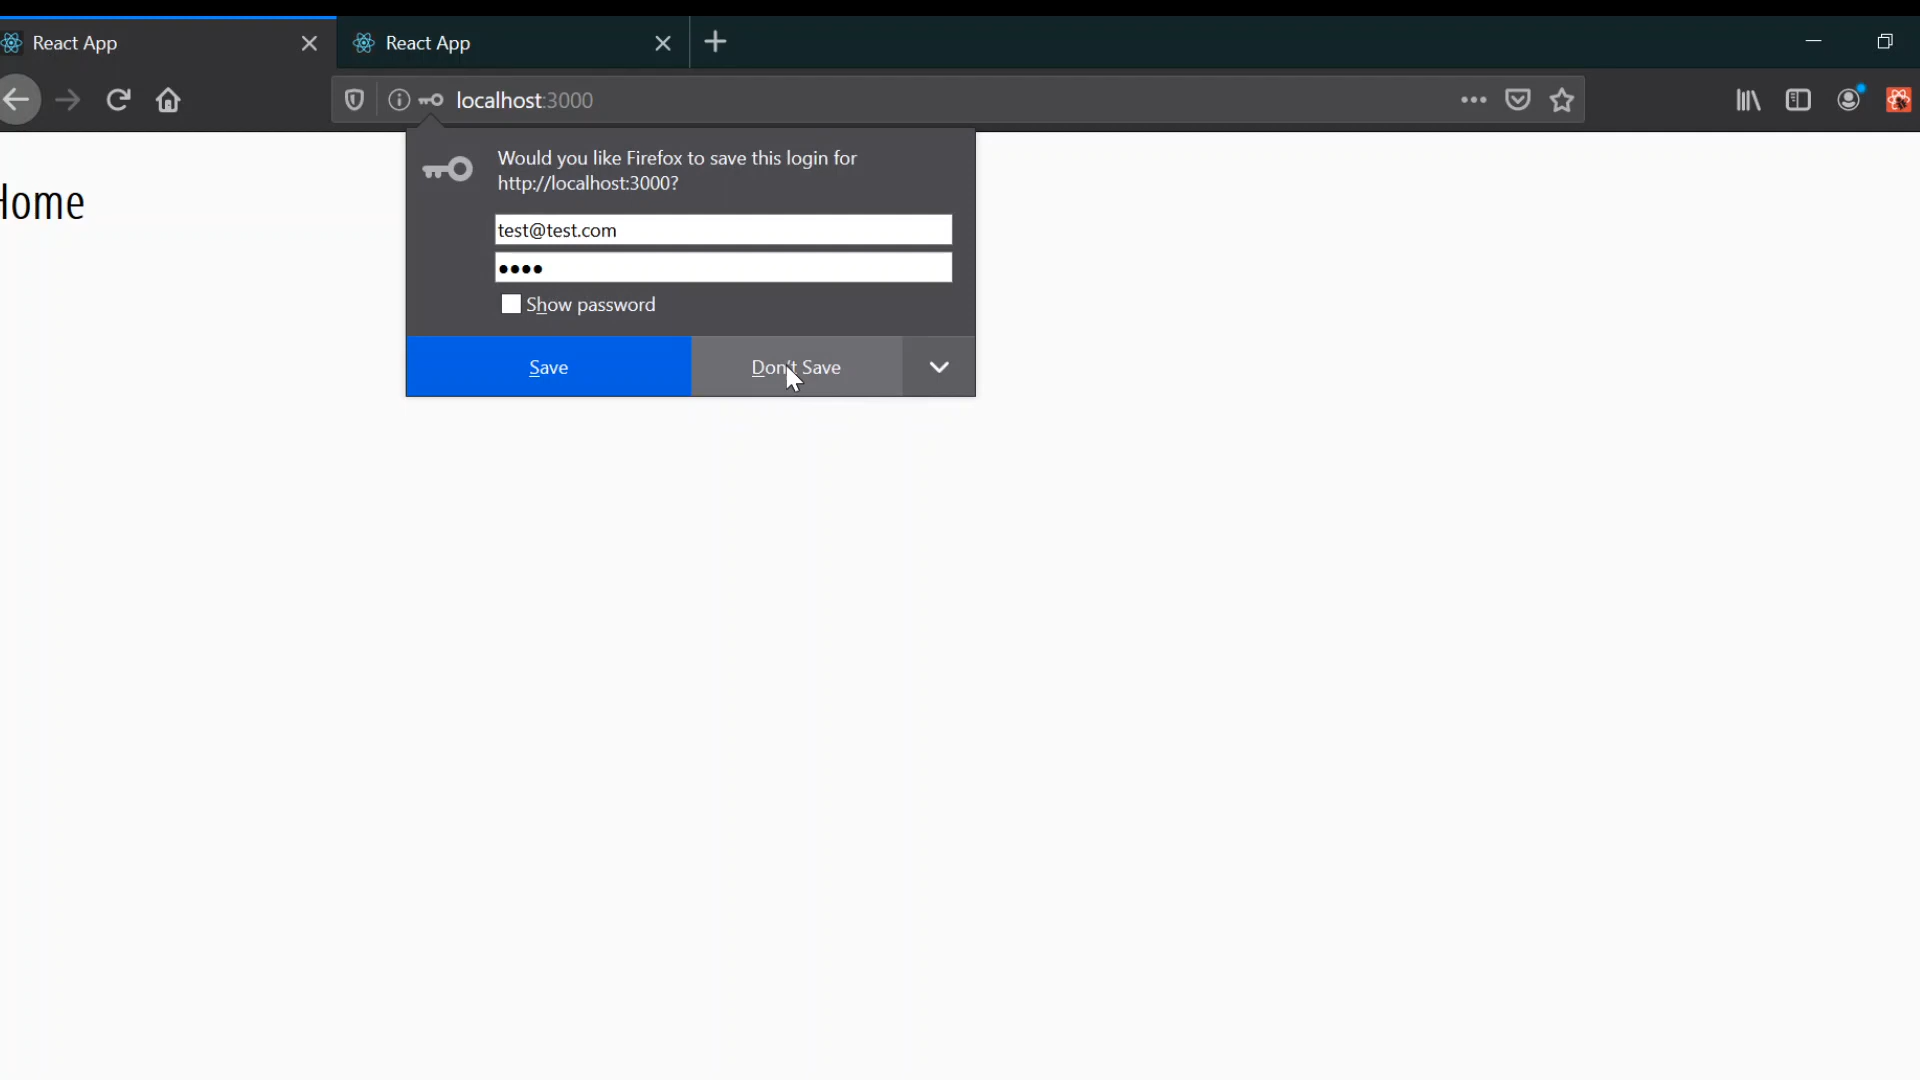 React App
React App
localhost:3000
Home
Would you like Firefox to save this login for
http://localhost:3000?
test@test.com
••••
Show password
Save
Don't Save